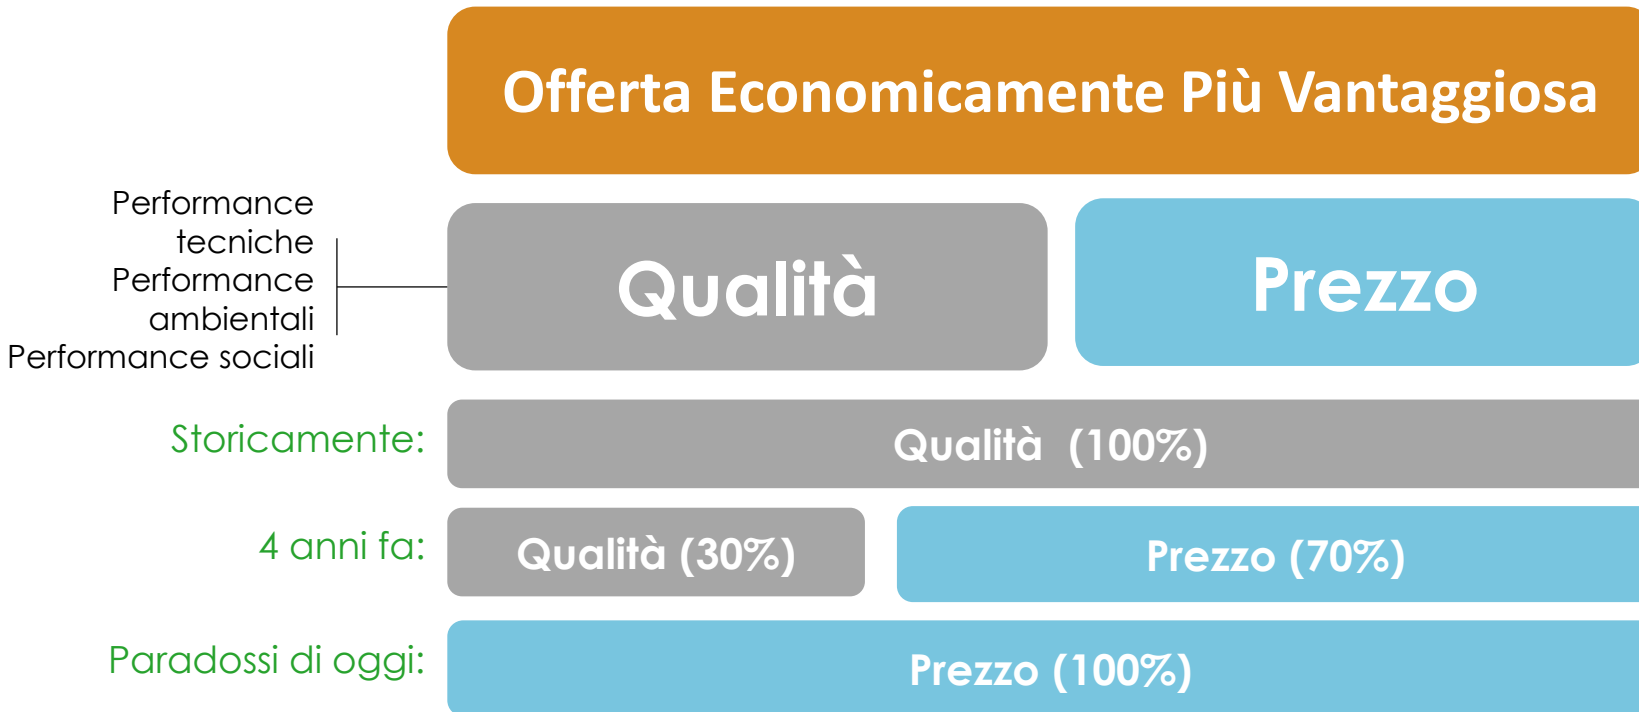 Offerta Economicamente Più Vantaggiosa
Performance
tecniche
Performance
ambientali
Performance sociali
Qualità
Prezzo
Storicamente:
Qualità (100%)
4 anni fa:
Qualità (30%)
Prezzo (70%)
Paradossi di oggi:
Prezzo (100%)